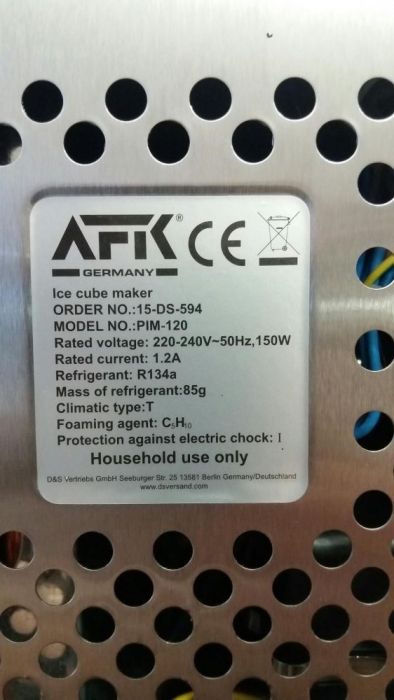 AFK® CE
GERMANY
Ice cube maker
ORDER NO.:15-DS-594
MODEL NO.:PIM-120
Rated voltage: 220-240V~50Hz,150W
Rated current: 1.2A
Refrigerant: R134a
Mass of refrigerant:85g
Climatic type:T
Foaming agent: C₅H₁₀
Protection against electric chock: I
Household use only
D&S Vertriebs GmbH Seeburger Str. 25 13581 Berlin Germany/Deutschland
www.dsversand.com